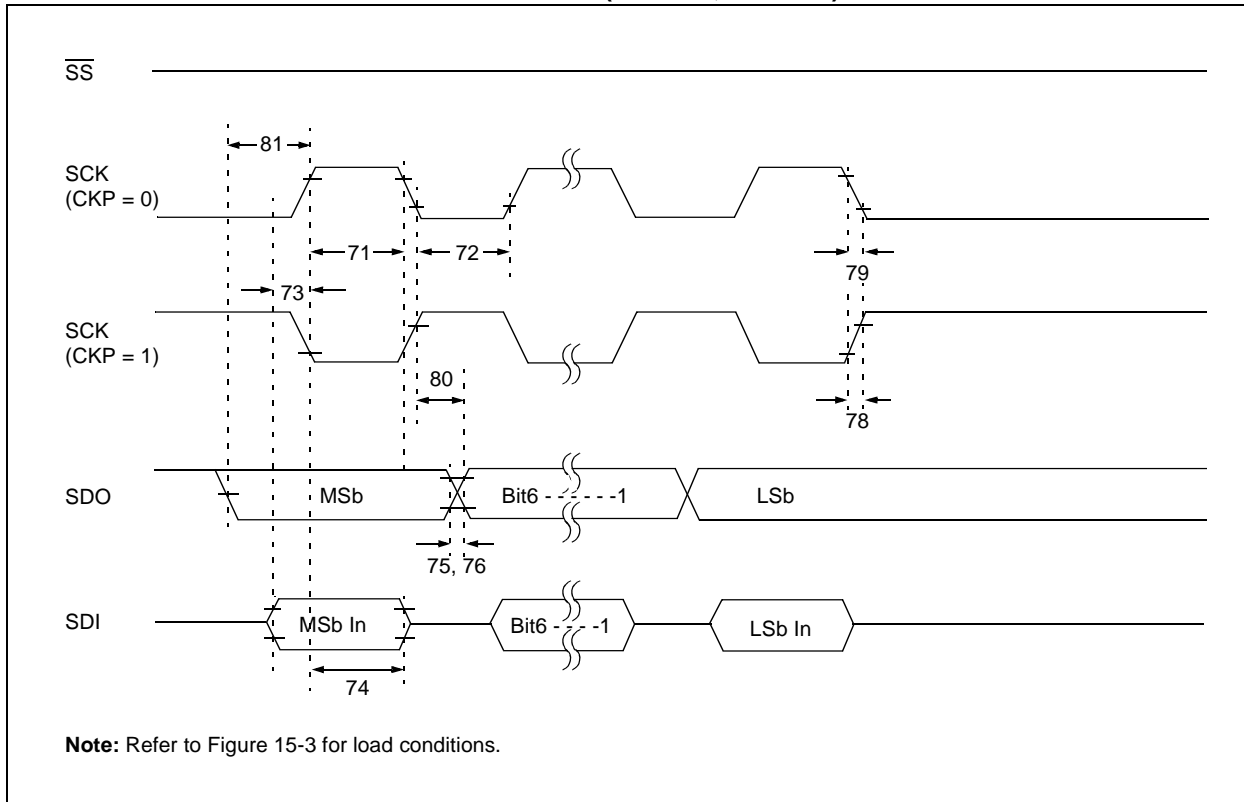 SS
81
SCK
(CKP = 0)
71
72
79
73
SCK
(CKP = 1)
80
78
SDO
MSb
Bit6 - - - - - -1
LSb
75, 76
SDI
MSb In
Bit6 - - - -1
LSb In
74
Note: Refer to Figure 15-3 for load conditions.